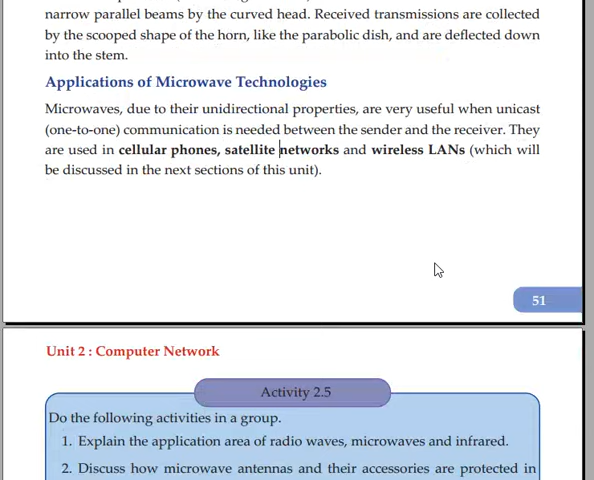 narrow parallel beams by the curved head. Received transmissions are collected
by the scooped shape of the horn, like the parabolic dish, and are deflected down
into the stem.
Applications of Microwave Technologies
Microwaves, due to their unidirectional properties, are very useful when unicast
(one-to-one) communication is needed between the sender and the receiver. They
are used in cellular phones, satellite networks and wireless LANs (which will
be discussed in the next sections of this unit).
51
Unit 2 : Computer Network
Activity 2.5
Do the following activities in a group.
1. Explain the application area of radio waves, microwaves and infrared.
2. Discuss how microwave antennas and their accessories are protected in